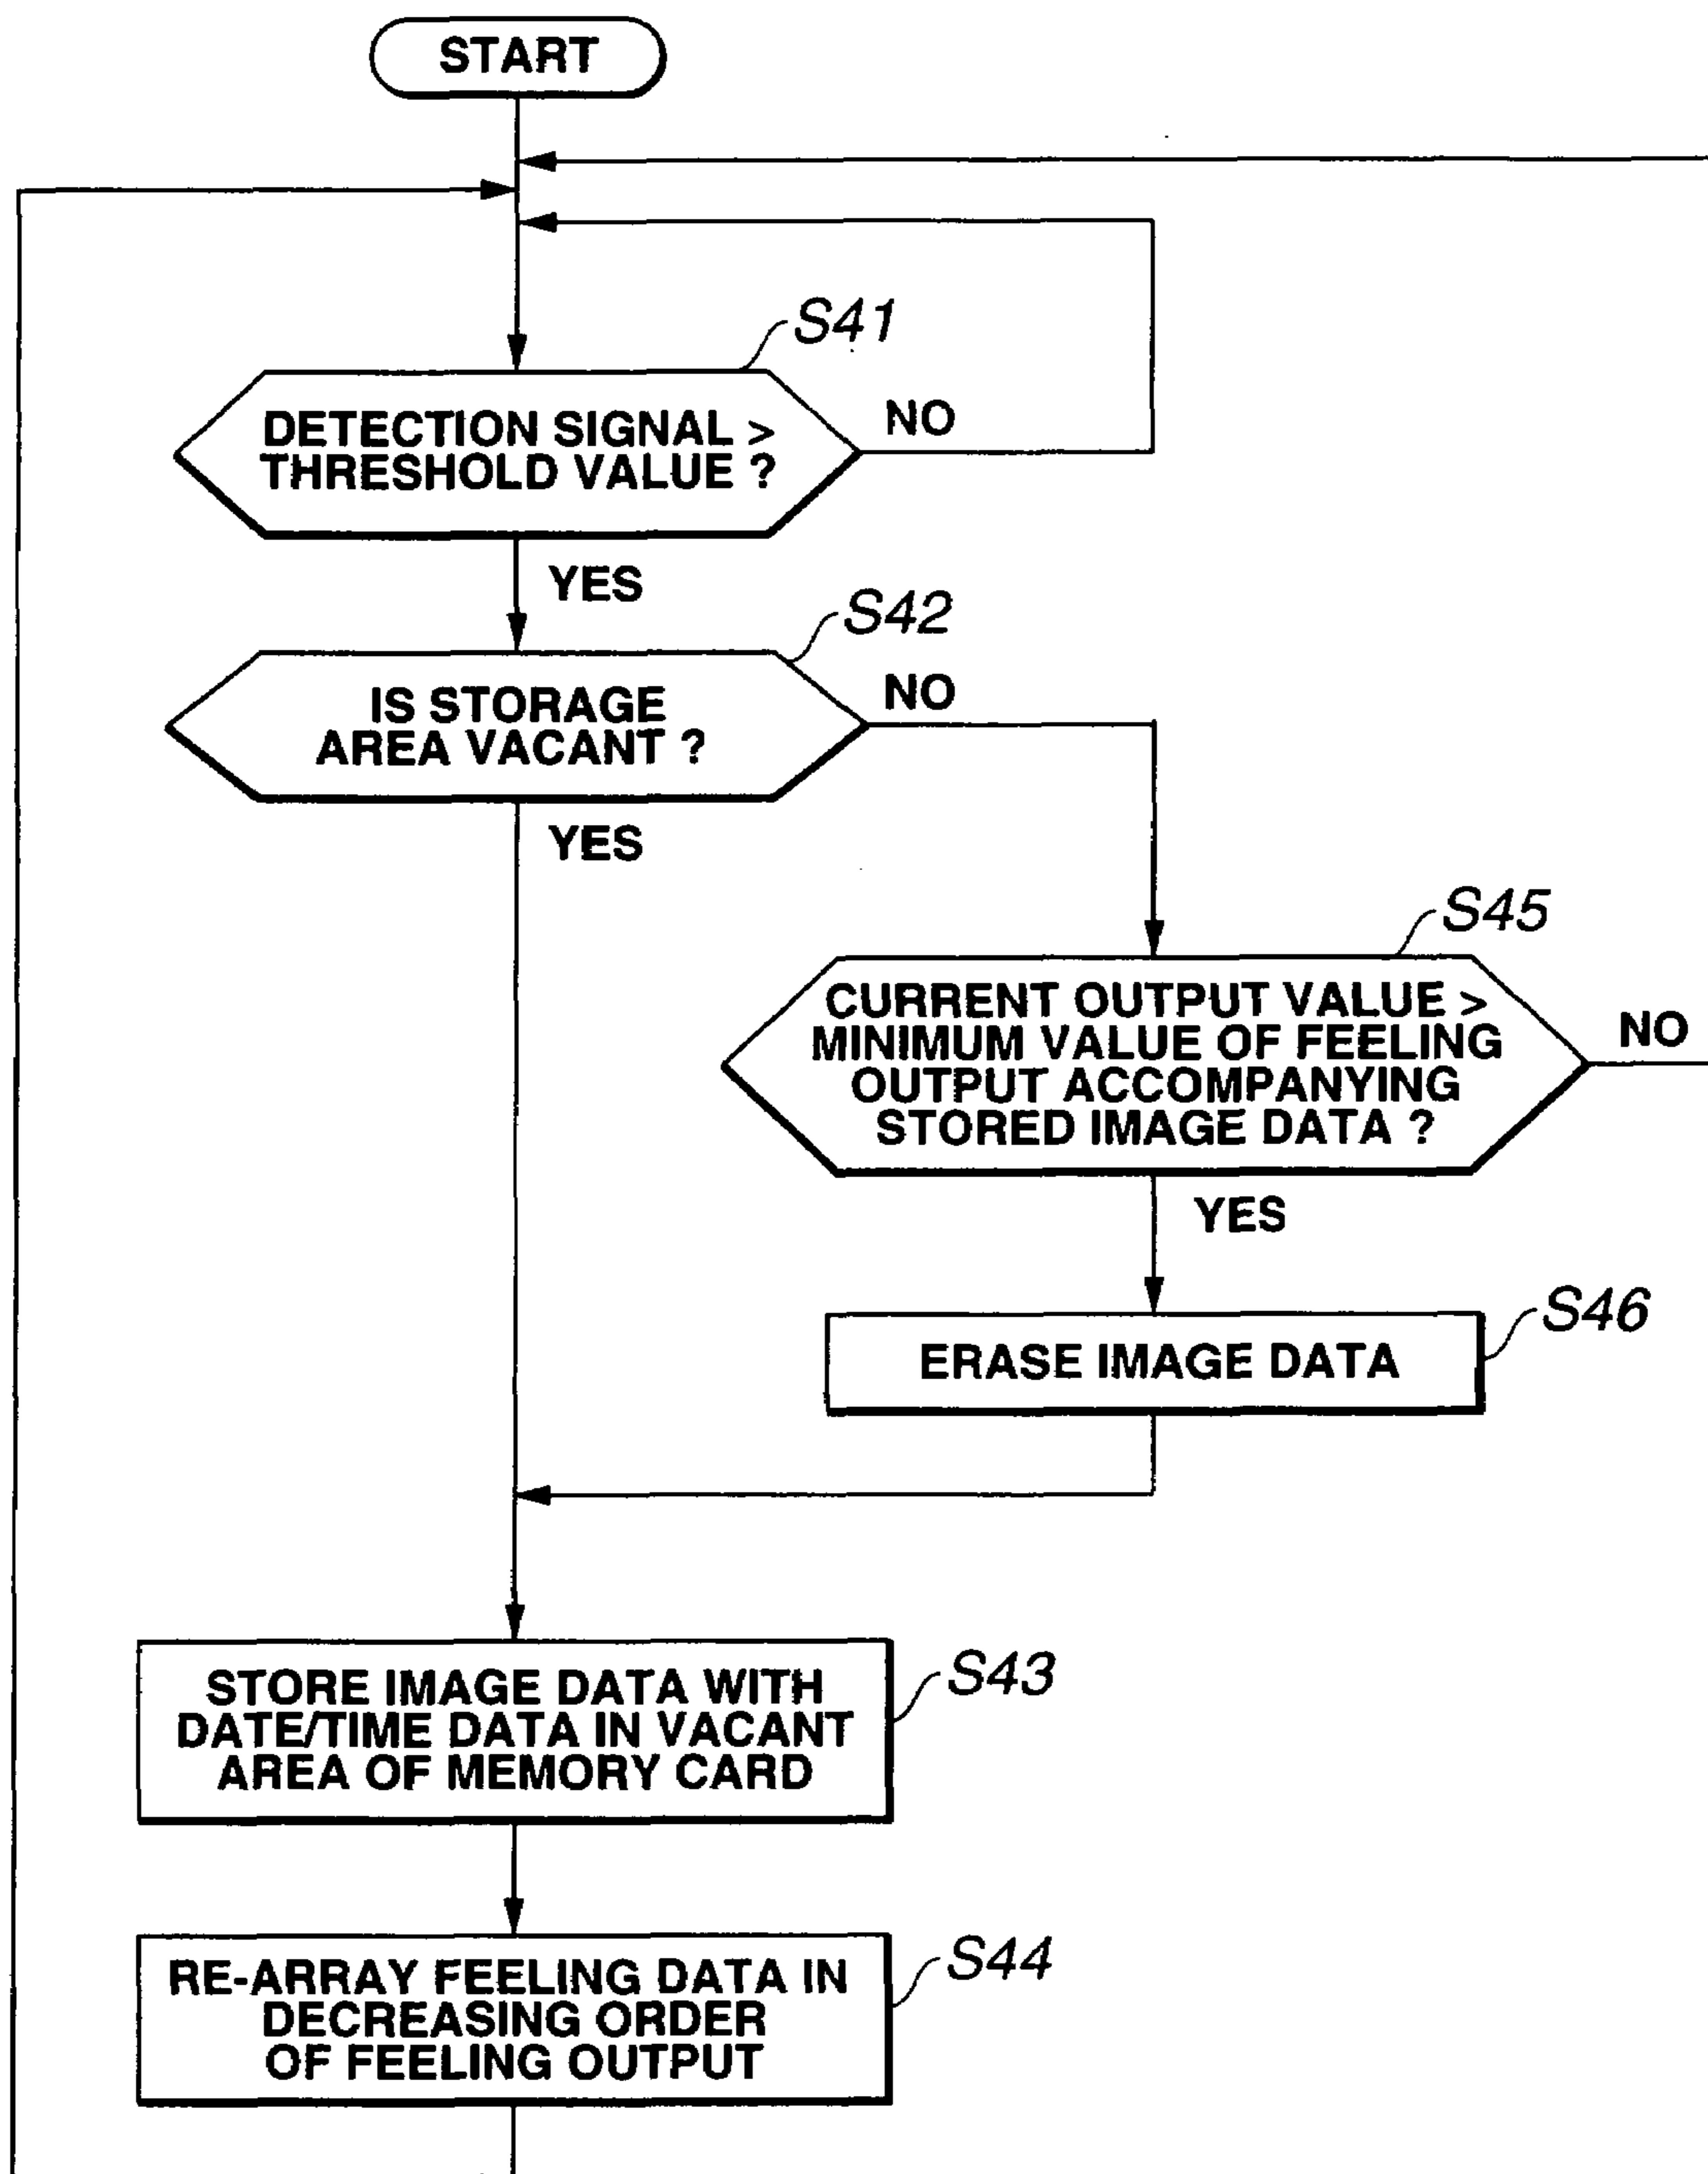 START
S41
DETECTION SIGNAL >
THRESHOLD VALUE ?
NO
YES
S42
IS STORAGE
AREA VACANT ?
NO
YES
S45
CURRENT OUTPUT VALUE >
MINIMUM VALUE OF FEELING
OUTPUT ACCOMPANYING
STORED IMAGE DATA ?
NO
YES
S46
ERASE IMAGE DATA
S43
STORE IMAGE DATA WITH
DATE/TIME DATA IN VACANT
AREA OF MEMORY CARD
S44
RE-ARRAY FEELING DATA IN
DECREASING ORDER
OF FEELING OUTPUT